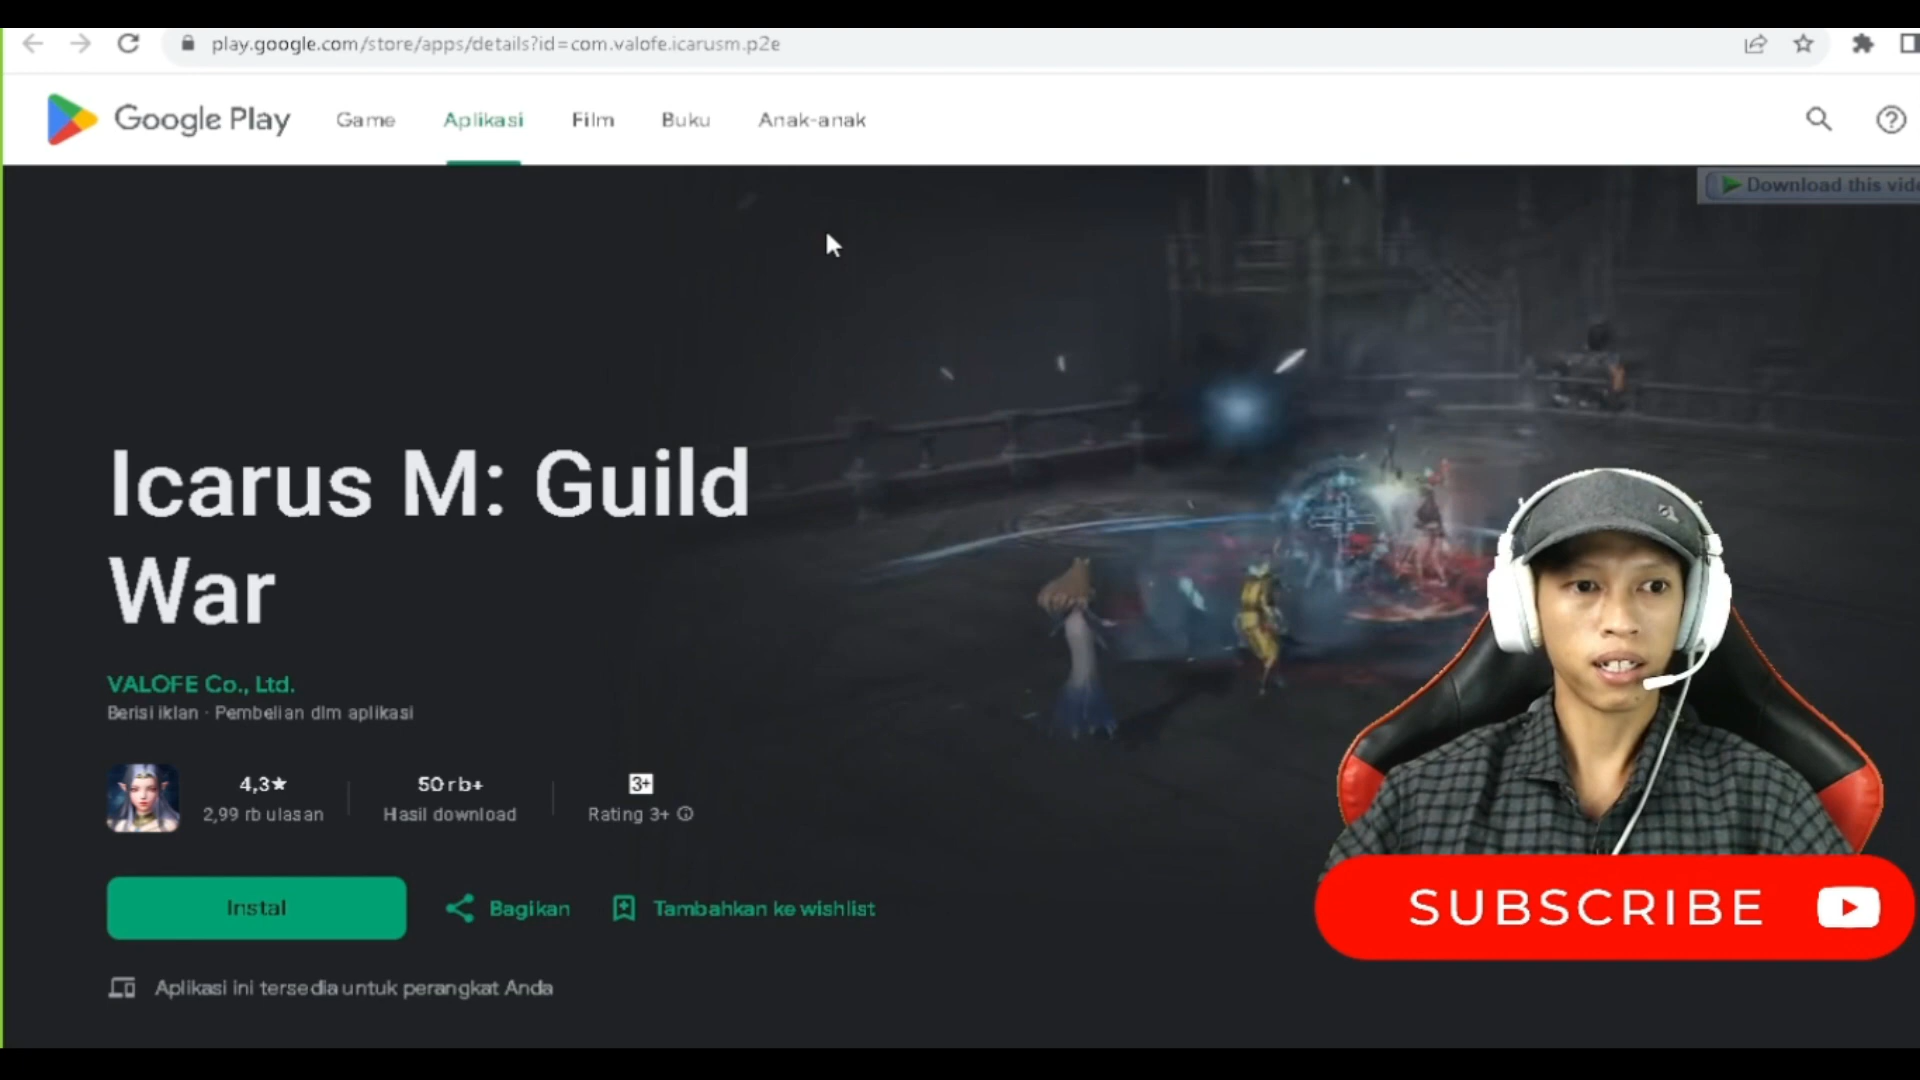 play.google.com/store/apps/details?id=com.valofe.icarusm.p2e
Google Play
Game
Aplikasi
Film
Buku
Anak-anak
Download this vide
Icarus M: Guild
War
VALOFE Co., Ltd.
Berisi iklan · Pembelian dlm aplikasi
4,3★
2,99 rb ulasan
50 rb+
Hasil download
3+
Rating 3+
Instal
Bagikan
Tambahkan ke wishlist
Aplikasi ini tersedia untuk perangkat Anda
SUBSCRIBE